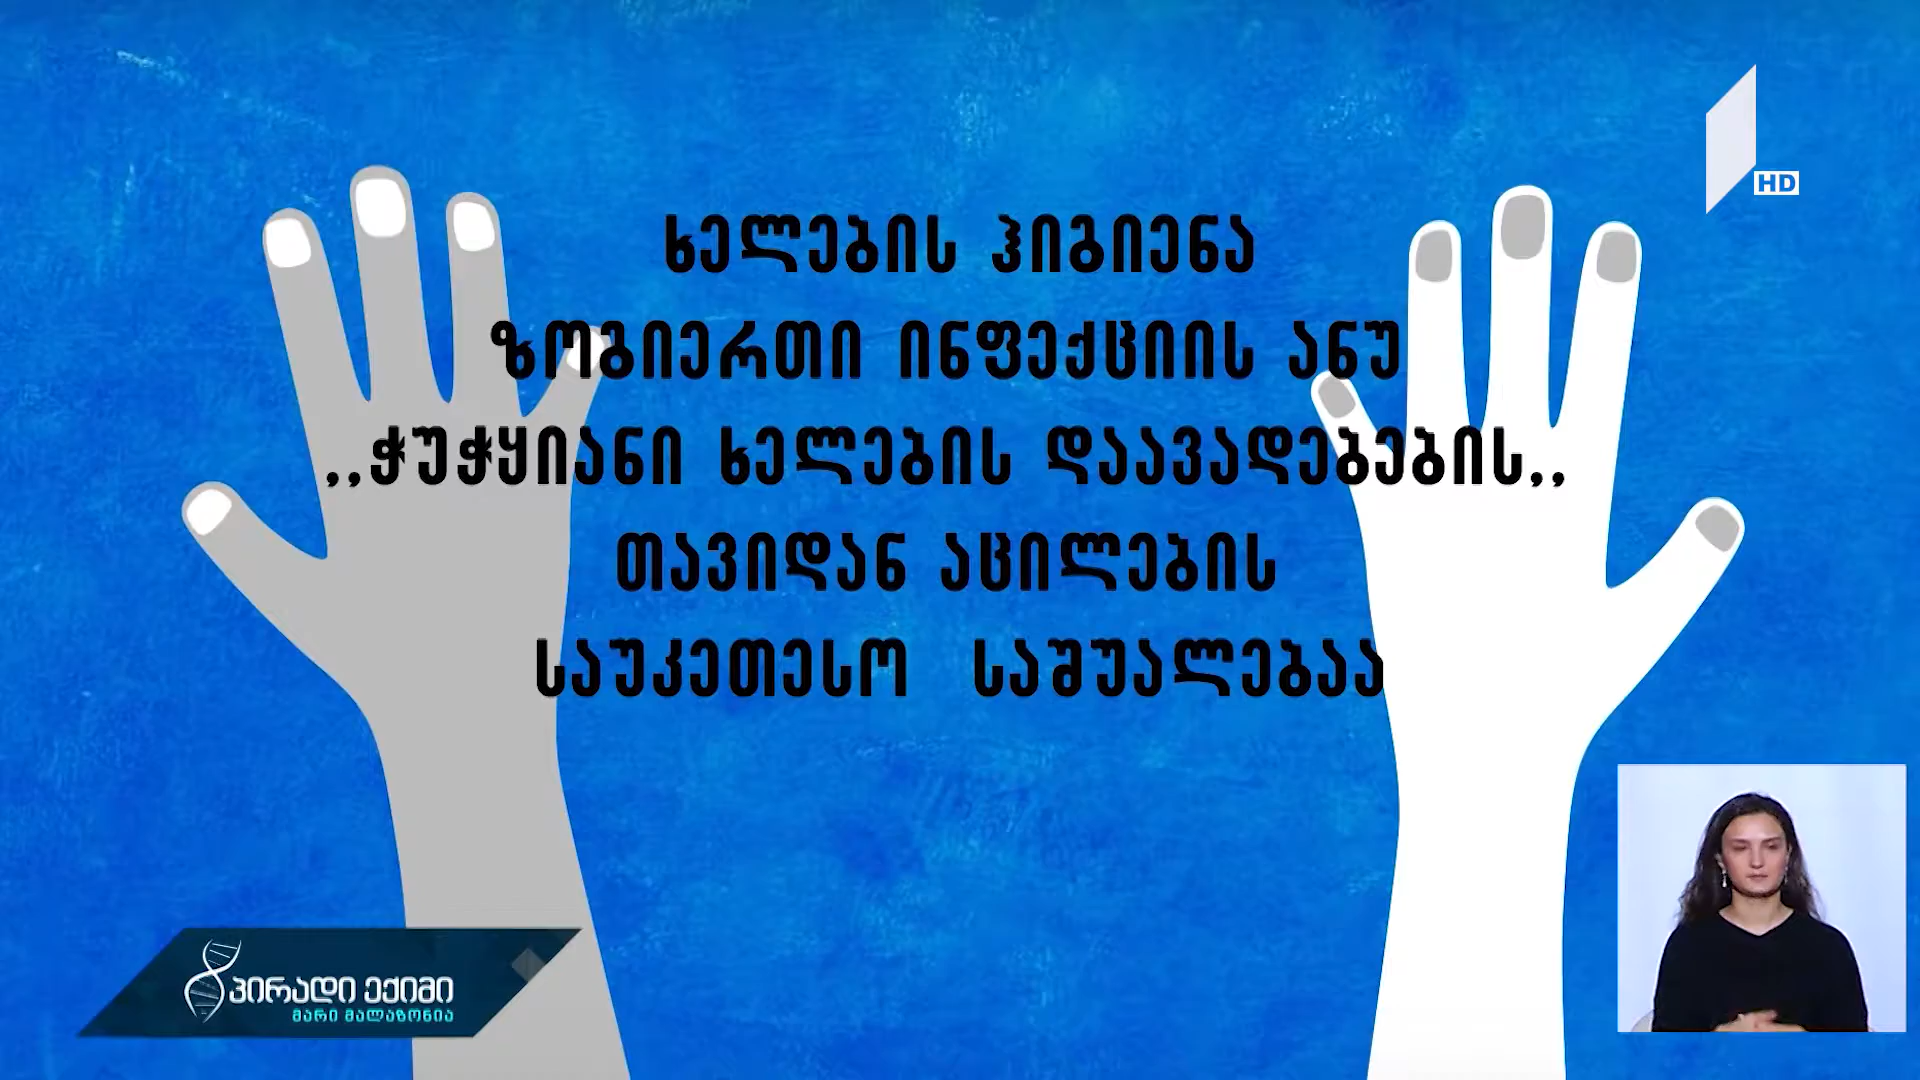 HD
ხელების ჰიგიენა
ზოგიერთი ინფექციის ანუ
,,ჭუჭყიანი ხელების დაავადებების,,
თავიდან აცილების
საუკეთესო საშუალებაა
პირადი ექიმი
მარი მალაზონია